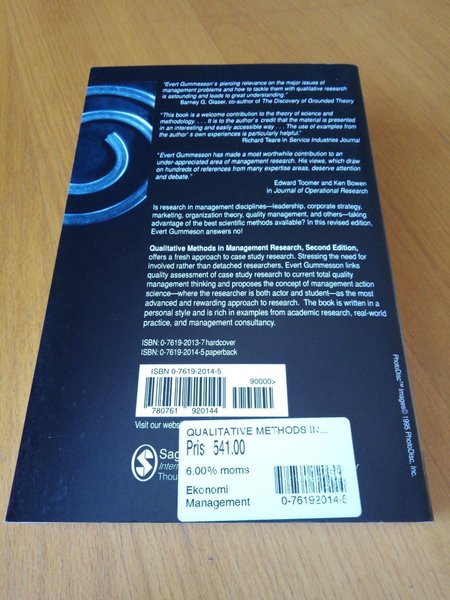 "Evert Gummesson's piercing relevance on the major issues of
management problems and how to tackle them with qualitative research
is astounding and leads to great understanding."
Barney G. Glaser, co-author of The Discovery of Grounded Theory
"This book is a welcome contribution to the theory of science and
methodology. . . . It is to the author's credit that the material is presented
in an interesting and easily accessible way . . . The use of examples from
the author's own experiences is particularly helpful."
Richard Teare in Service Industries Journal
"Evert Gummesson has made a most worthwhile contribution to an
under-appreciated area of management research. His views, which draw
on hundreds of references from many expertise areas, deserve attention
and debate."
Edward Toomer and Ken Bowen
in Journal of Operational Research
Is research in management disciplines—leadership, corporate strategy,
marketing, organization theory, quality management, and others—taking
advantage of the best scientific methods available? In this revised edition,
Evert Gummeson answers no!
Qualitative Methods in Management Research, Second Edition,
offers a fresh approach to case study research. Stressing the need for
involved rather than detached researchers, Evert Gummesson links
quality assessment of case study research to current total quality
management thinking and proposes the concept of management action
science—where the researcher is both actor and student—as the most
advanced and rewarding approach to research. The book is written in a
personal style and is rich in examples from academic research, real-world
practice, and management consultancy.
ISBN: 0-7619-2013-7 hardcover
ISBN: 0-7619-2014-5 paperback
ISBN 0-7619-2014-5
90000>
9 780761 920144
Visit our webs
S Sag
Intern
Thous
QUALITATIVE METHODS IN...
Pris 541.00
6.00% moms
Ekonomi
Management
0-76192014-5
PhotoDisc™ Images© 1995 PhotoDisc, Inc.